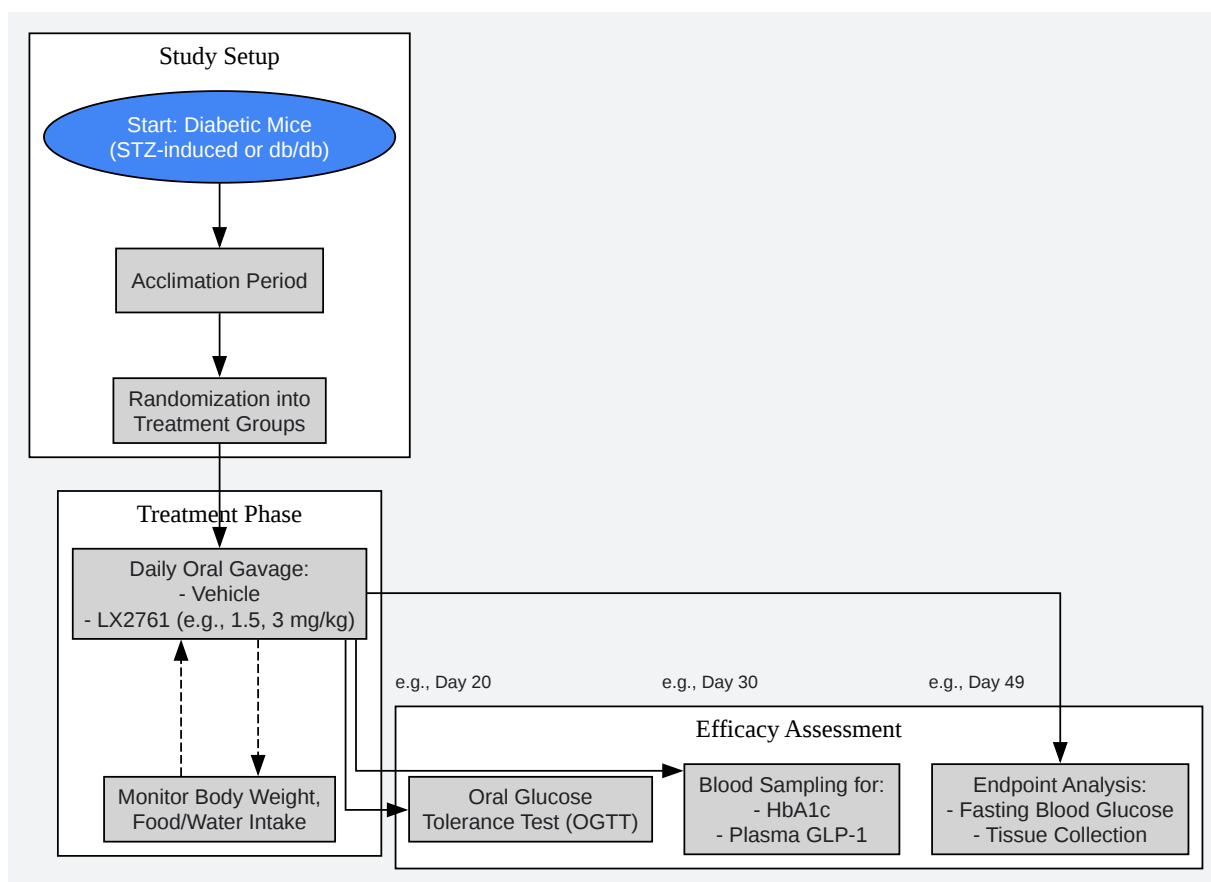 Study Setup
Start: Diabetic Mice
(STZ-induced or db/db)
Acclimation Period
Randomization into
Treatment Groups
Treatment Phase
Daily Oral Gavage:
- Vehicle
- LX2761 (e.g., 1.5, 3 mg/kg)
Monitor Body Weight,
Food/Water Intake
e.g., Day 20
e.g., Day 30
e.g., Day 49
Efficacy Assessment
Oral Glucose
Tolerance Test (OGTT)
Blood Sampling for:
- HbA1c
- Plasma GLP-1
Endpoint Analysis:
- Fasting Blood Glucose
- Tissue Collection